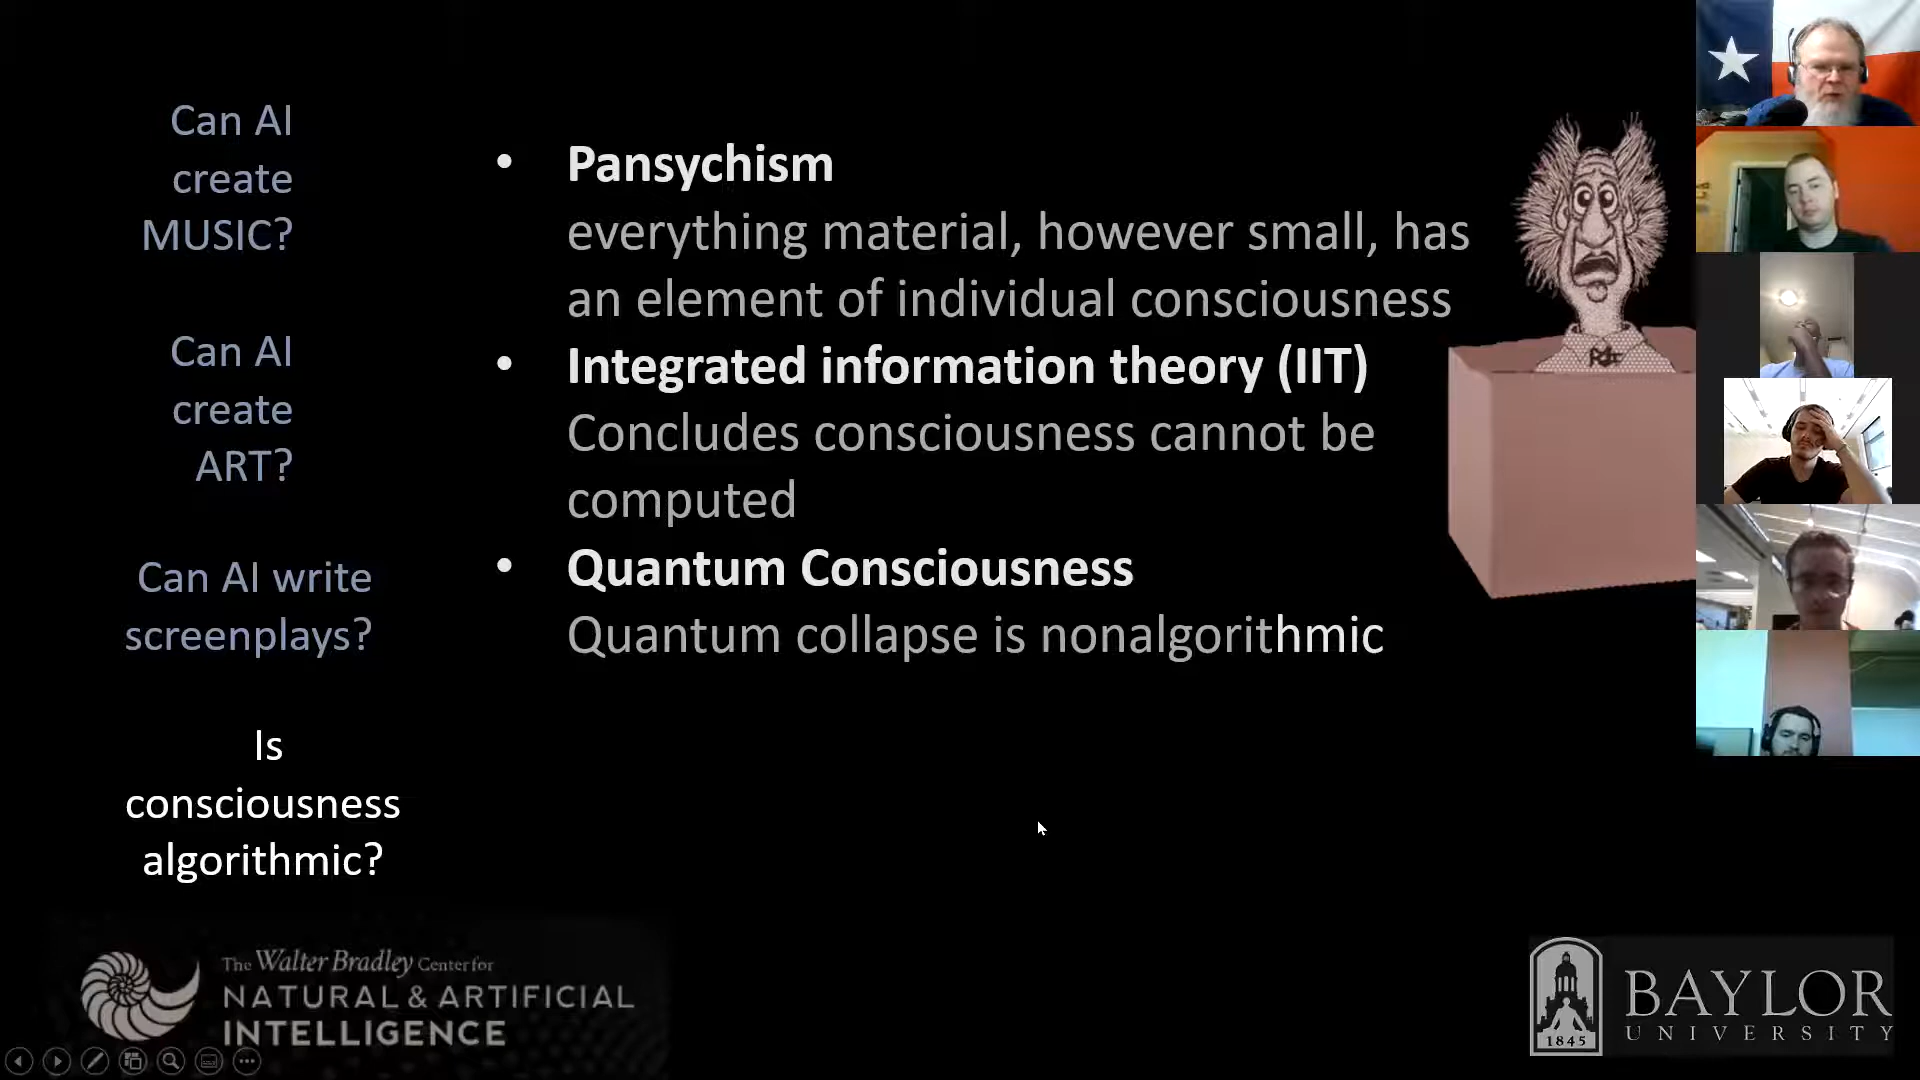 Can AI
create
MUSIC?
Can AI
create
ART?
Can AI write
screenplays?
Is
consciousness
algorithmic?
• Pansychism
everything material, however small, has
an element of individual consciousness
• Integrated information theory (IIT)
Concludes consciousness cannot be
computed
• Quantum Consciousness
Quantum collapse is nonalgorithmic
The Walter Bradley Center for
NATURAL & ARTIFICIAL
INTELLIGENCE
1845
BAYLOR
UNIVERSITY